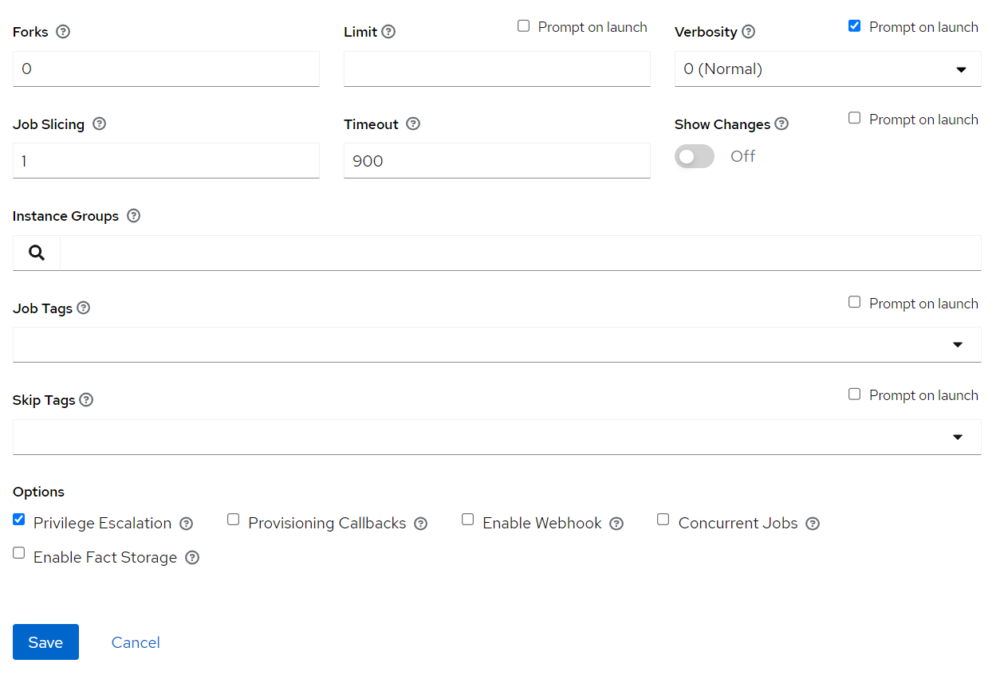 Forks
Limit
Prompt on launch
Verbosity
Prompt on launch
0
0 (Normal)
Job Slicing
Timeout
Show Changes
Prompt on launch
1
900
Off
Instance Groups
Job Tags
Prompt on launch
Skip Tags
Prompt on launch
Options
Privilege Escalation
Provisioning Callbacks
Enable Webhook
Concurrent Jobs
Enable Fact Storage
Save
Cancel